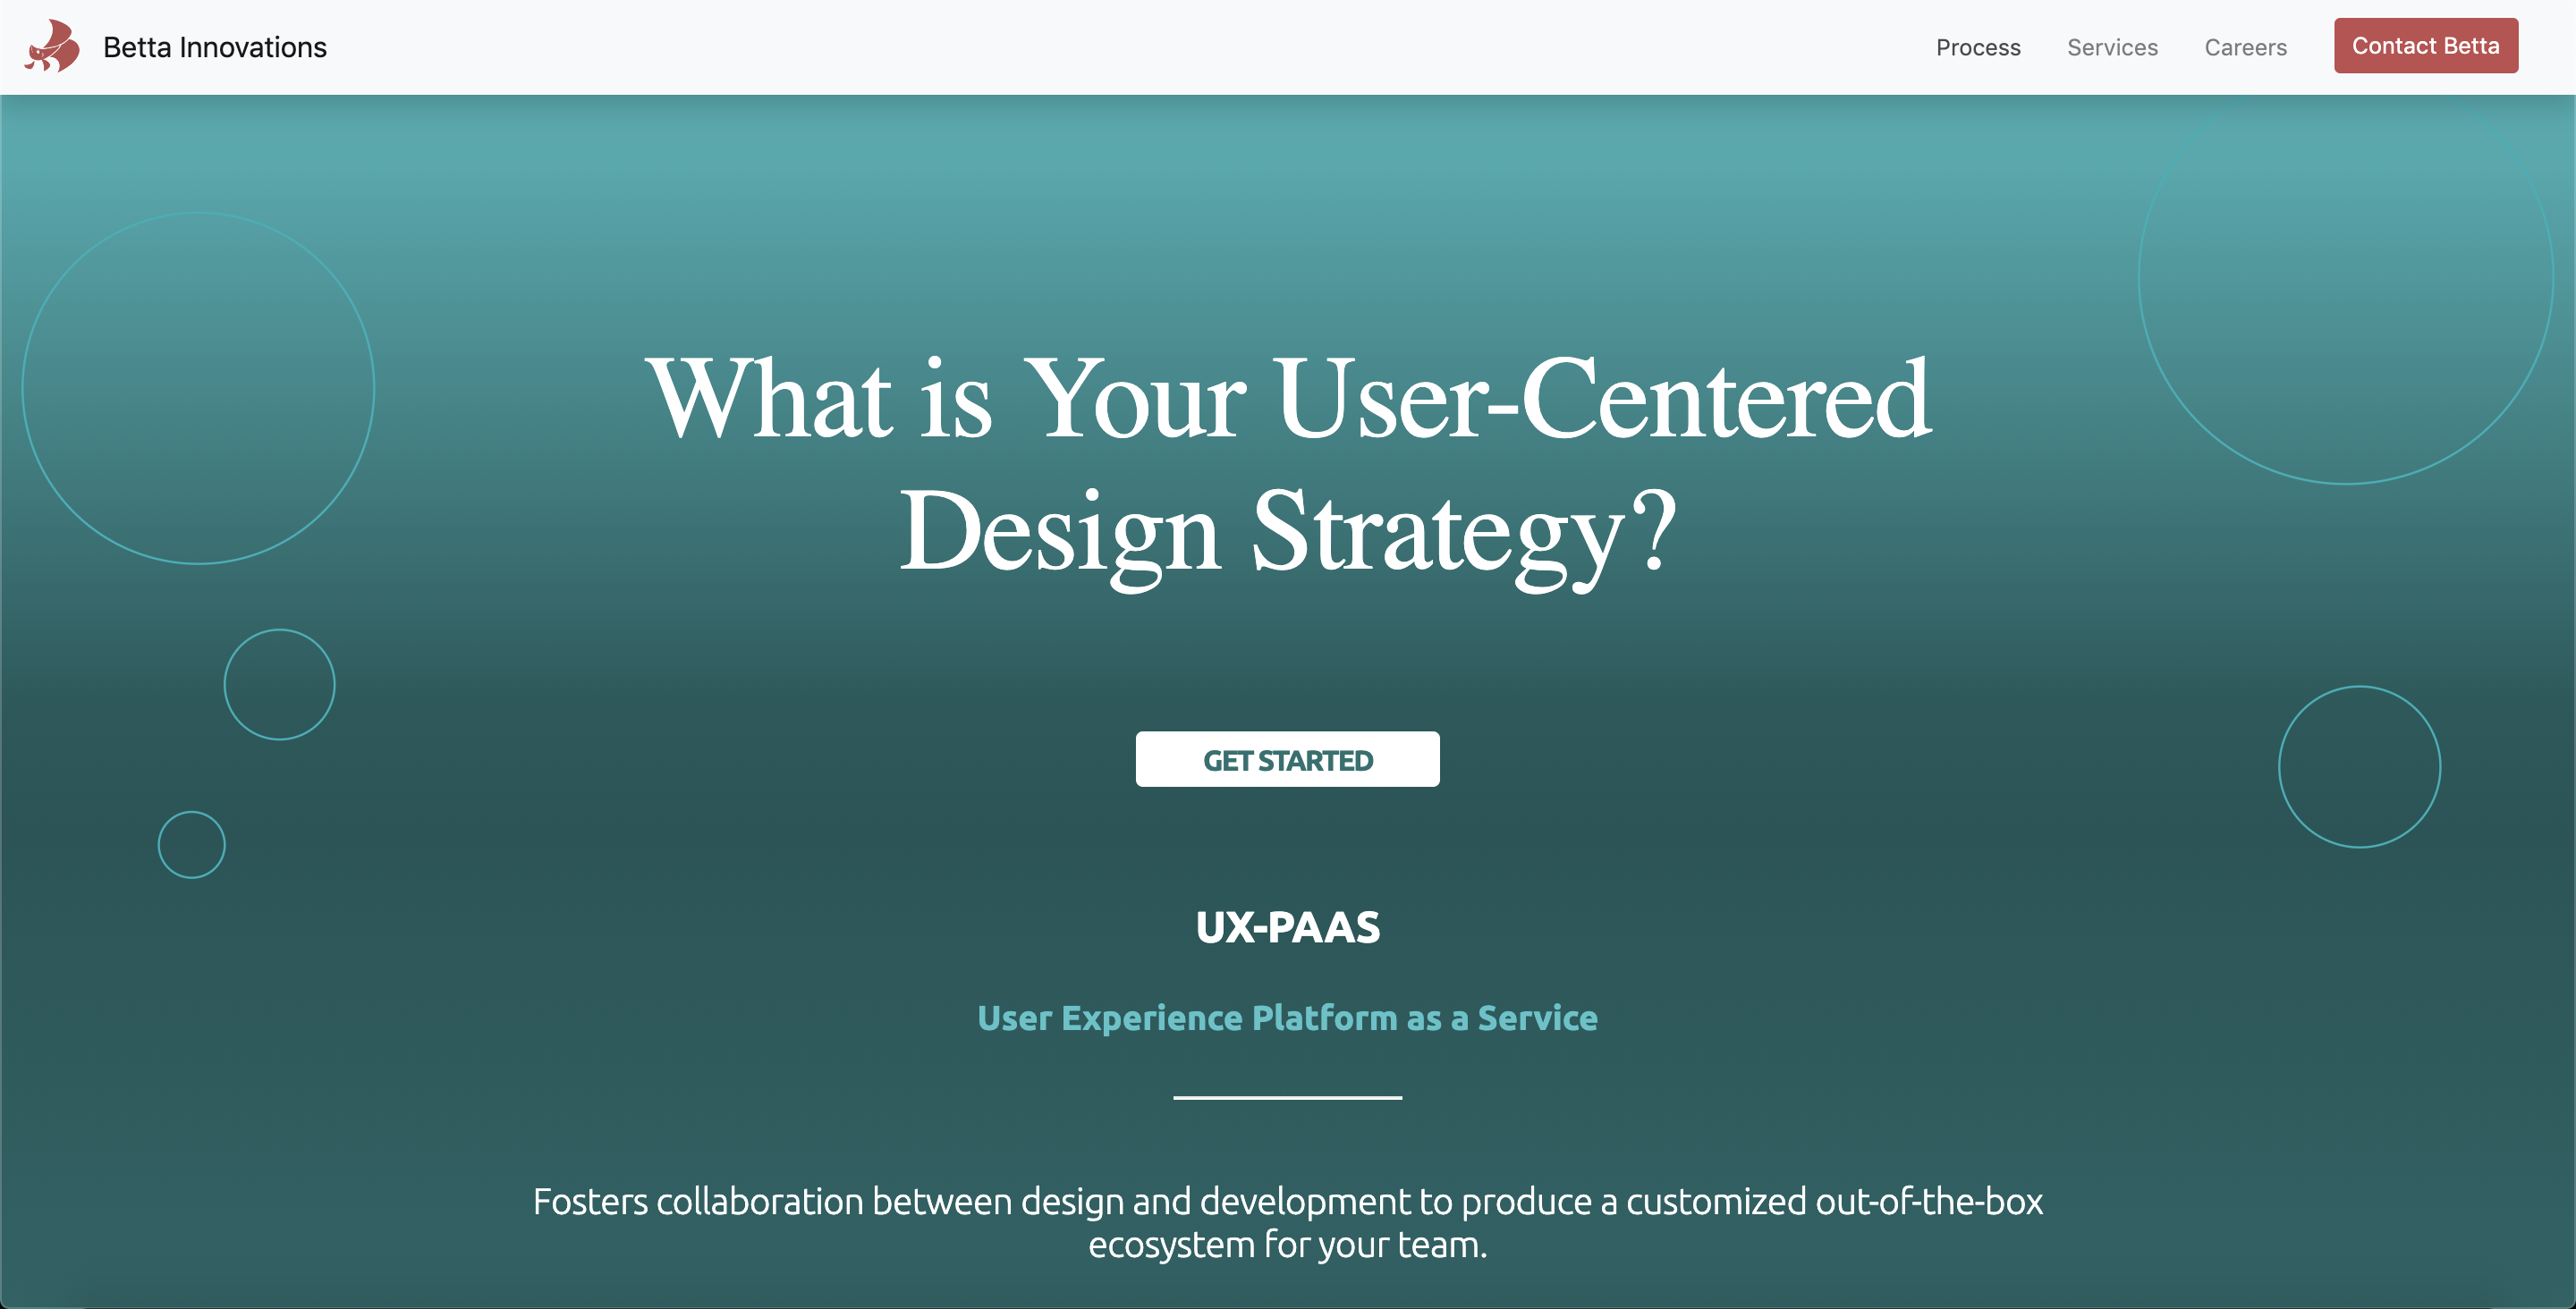 Betta Innovations
Process
Services
Careers
Contact Betta
What is Your User-Centered
Design Strategy?
GET STARTED
UX-PAAS
User Experience Platform as a Service
Fosters collaboration between design and development to produce a customized out-of-the-box
ecosystem for your team.